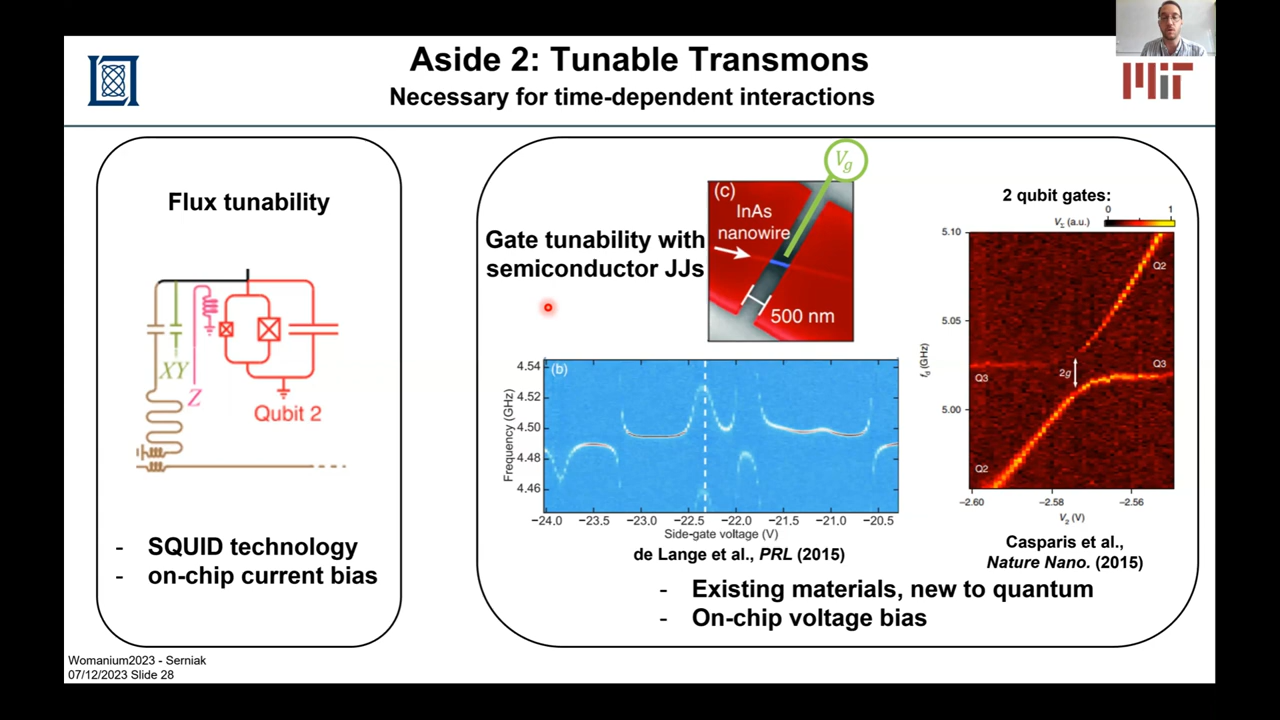 Aside 2: Tunable Transmons
Necessary for time-dependent interactions
MIT
Flux tunability
XY
Z
Qubit 2
- SQUID technology
- on-chip current bias
Gate tunability with
semiconductor JJs
Vg
(c)
InAs
nanowire
500 nm
(b)
Frequency (GHz)
4.54
4.52
4.50
4.48
4.46
−24.0 −23.5 −23.0 −22.5 −22.0 −21.5 −21.0 −20.5
Side-gate voltage (V)
de Lange et al., PRL (2015)
2 qubit gates:
0 1
VΣ (a.u.)
5.10
5.05
5.00
fd (GHz)
Q2
Q3
2g
Q3
Q2
−2.60 −2.58 −2.56
V2 (V)
Casparis et al.,
Nature Nano. (2015)
- Existing materials, new to quantum
- On-chip voltage bias
Womanium2023 - Serniak
07/12/2023 Slide 28